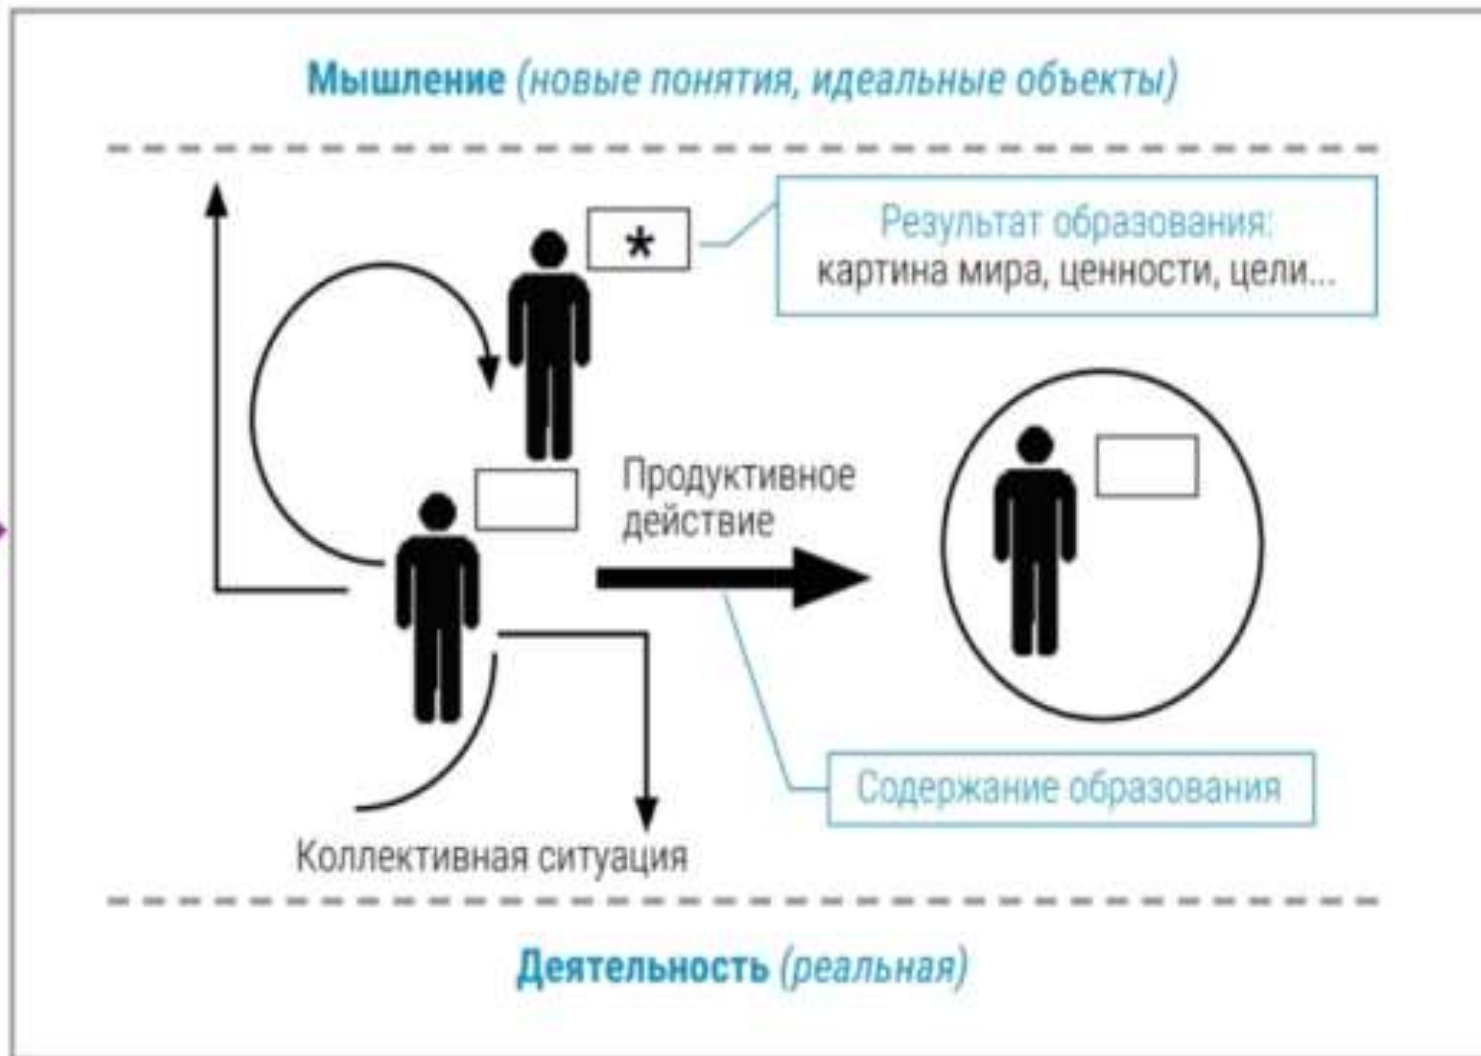 Мышление (новые понятия, идеальные объекты)
*
Результат образования:
картина мира, ценности, цели...
Продуктивное
действие
Содержание образования
Коллективная ситуация
Деятельность (реальная)